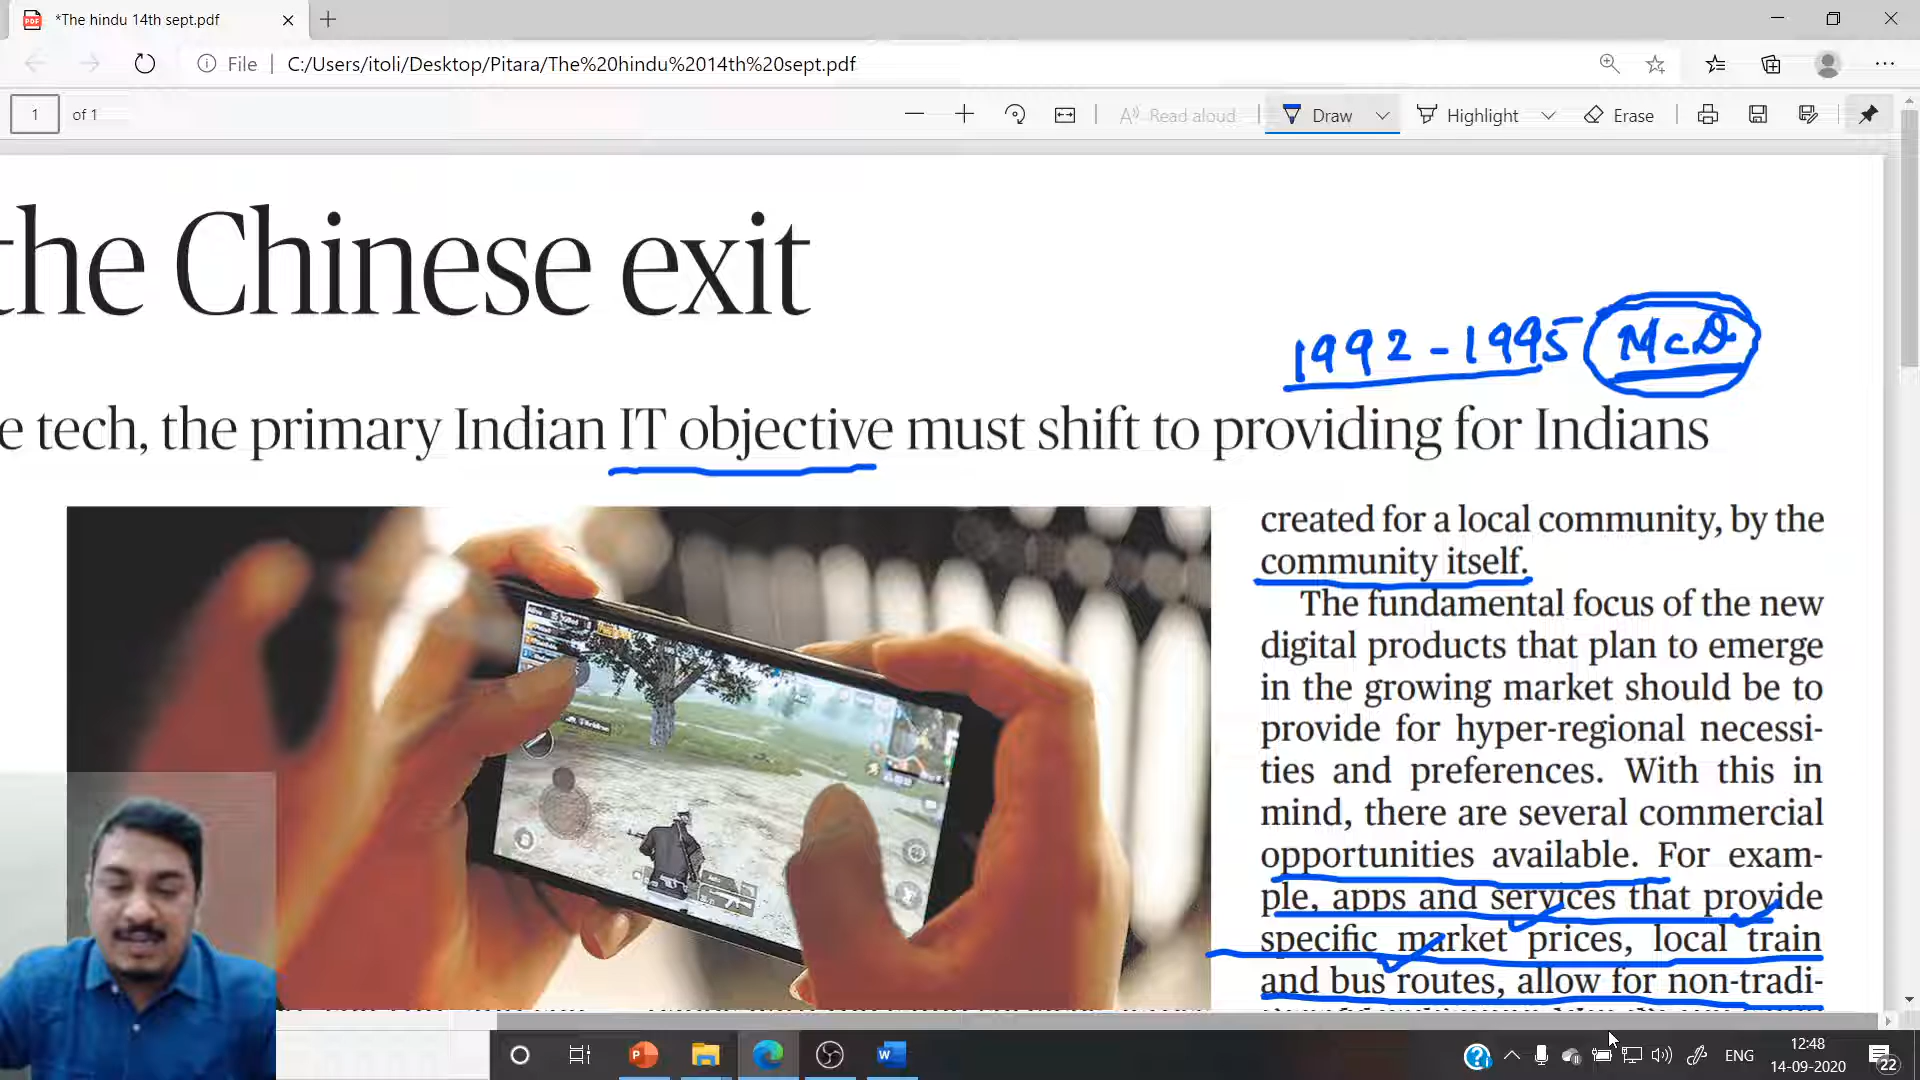 *The hindu 14th sept.pdf
File
C:/Users/itoli/Desktop/Pitara/The%20hindu%2014th%20sept.pdf
1 of 1
Read aloud
Draw
Highlight
Erase
the Chinese exit
1992-1995 McD
e tech, the primary Indian IT objective must shift to providing for Indians
created for a local community, by the
community itself.
The fundamental focus of the new
digital products that plan to emerge
in the growing market should be to
provide for hyper-regional necessi-
ties and preferences. With this in
mind, there are several commercial
opportunities available. For exam-
ple, apps and services that provide
specific market prices, local train
and bus routes, allow for non-tradi-
ENG
12:48
14-09-2020
22